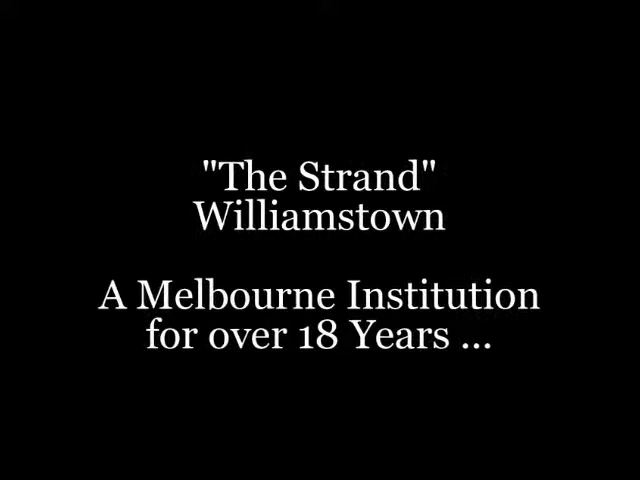 "The Strand"
Williamstown
A Melbourne Institution
for over 18 Years ...